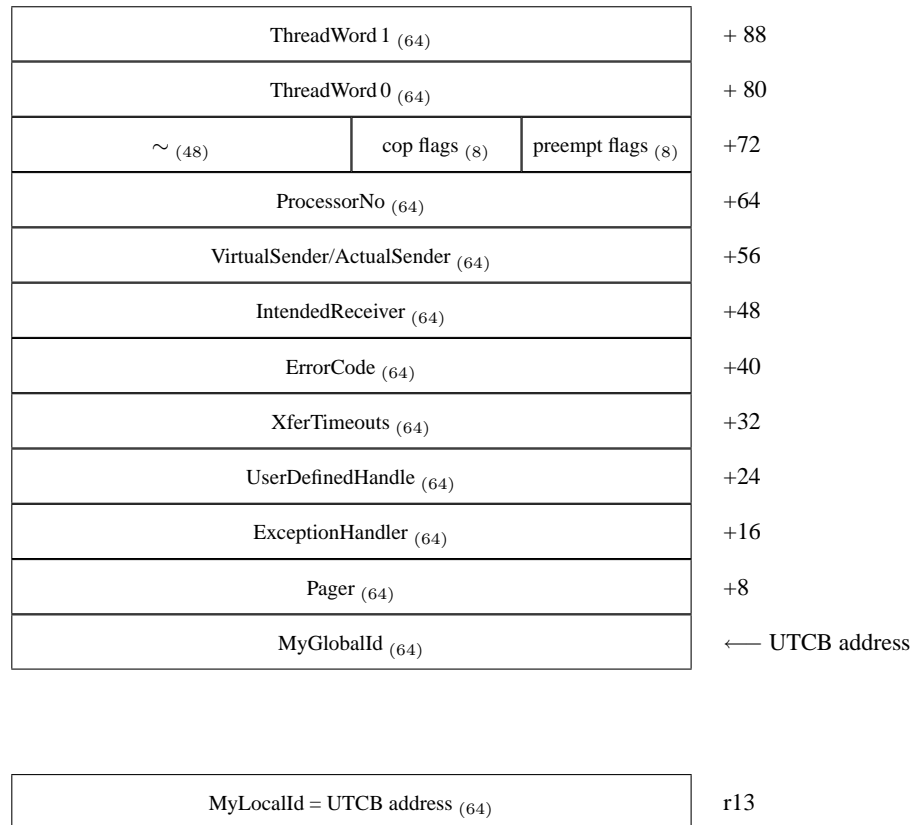 ThreadWord 1 (64) + 88
ThreadWord 0 (64) + 80
∼ (48) cop flags (8) preempt flags (8) +72
ProcessorNo (64) +64
VirtualSender/ActualSender (64) +56
IntendedReceiver (64) +48
ErrorCode (64) +40
XferTimeouts (64) +32
UserDefinedHandle (64) +24
ExceptionHandler (64) +16
Pager (64) +8
MyGlobalId (64) ← UTCB address
MyLocalId = UTCB address (64) r13